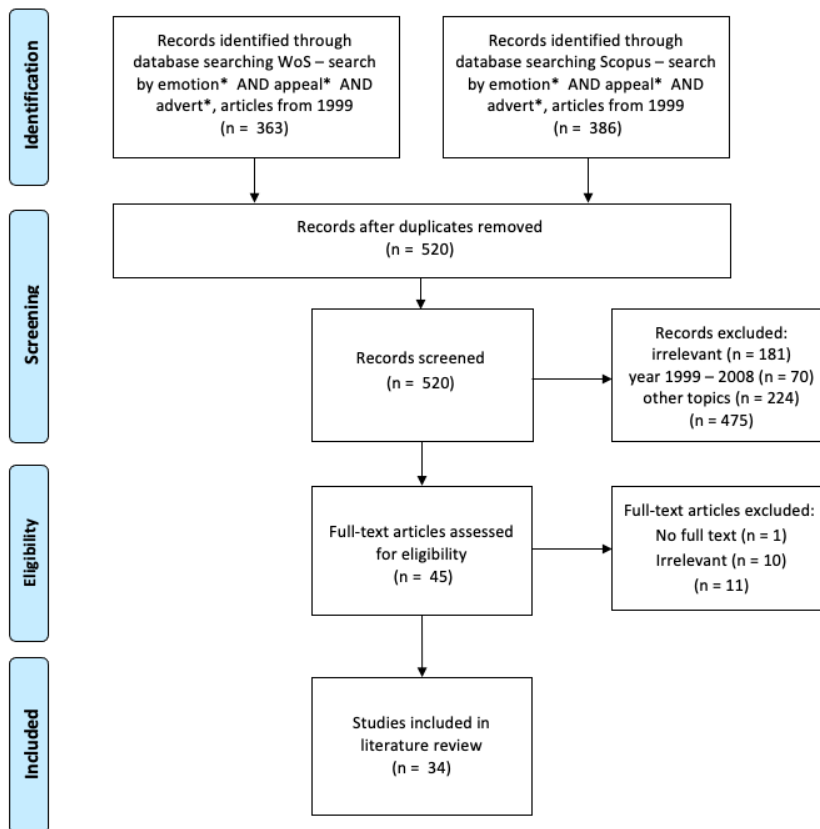 Identification
Records identified through
database searching WoS – search
by emotion* AND appeal* AND
advert*, articles from 1999
(n = 363)
Records identified through
database searching Scopus – search
by emotion* AND appeal* AND
advert*, articles from 1999
(n = 386)
Screening
Records after duplicates removed
(n = 520)
Records screened
(n = 520)
Records excluded:
irrelevant (n = 181)
year 1999 – 2008 (n = 70)
other topics (n = 224)
(n = 475)
Eligibility
Full-text articles assessed
for eligibility
(n = 45)
Full-text articles excluded:
No full text (n = 1)
Irrelevant (n = 10)
(n = 11)
Included
Studies included in
literature review
(n = 34)